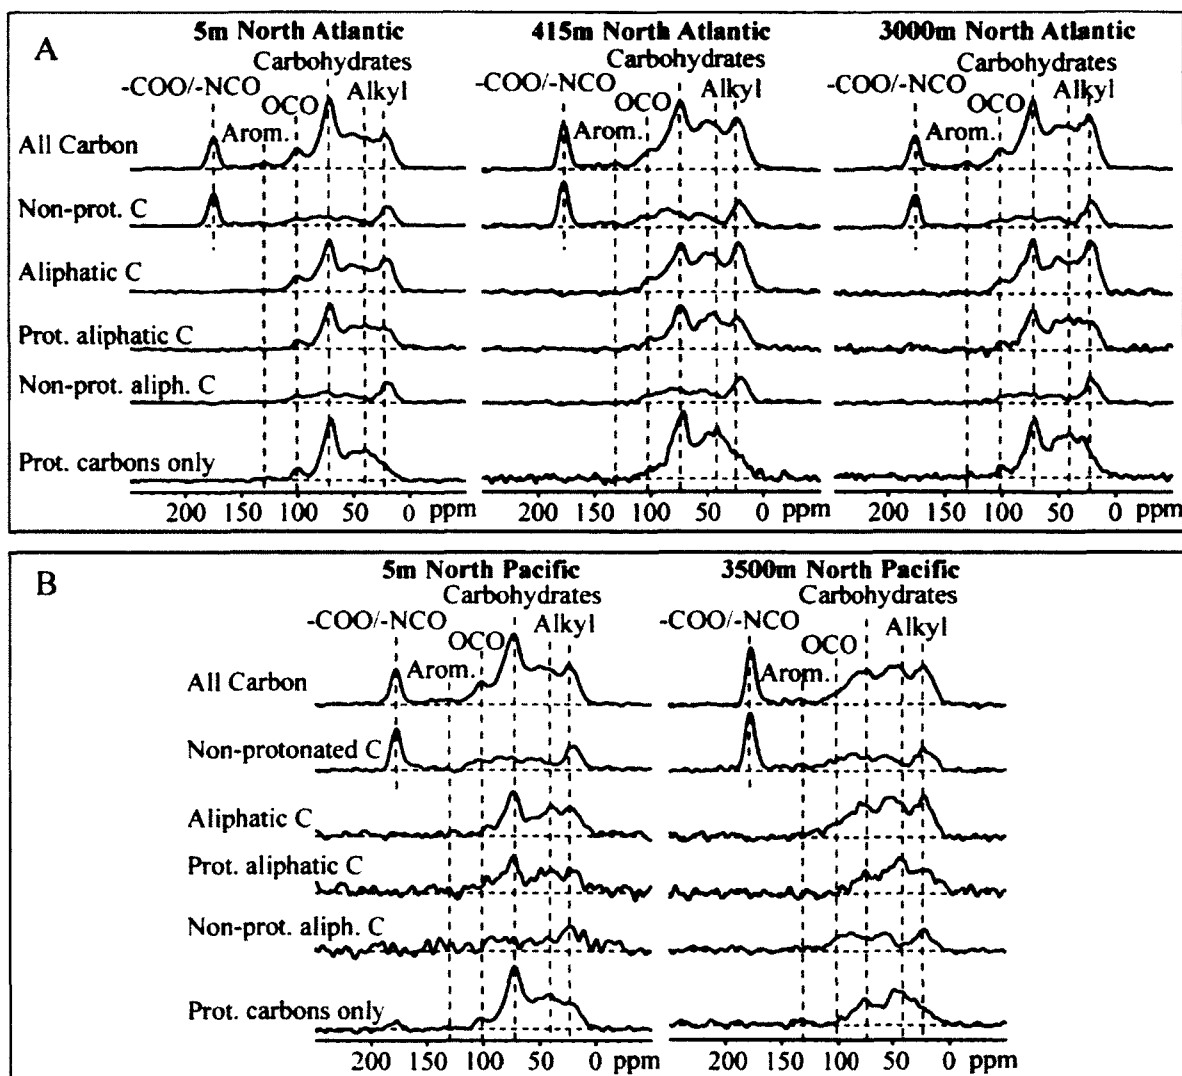 A
5m North Atlantic 415m North Atlantic 3000m North Atlantic
Carbohydrates Carbohydrates Carbohydrates
-COO/-NCO OCO Alkyl -COO/-NCO OCO Alkyl -COO/-NCO OCO Alkyl
Arom. Arom. Arom.
All Carbon
Non-prot. C
Aliphatic C
Prot. aliphatic C
Non-prot. aliph. C
Prot. carbons only
200 150 100 50 0 ppm 200 150 100 50 0 ppm 200 150 100 50 0 ppm
B
5m North Pacific 3500m North Pacific
Carbohydrates Carbohydrates
-COO/-NCO OCO Alkyl -COO/-NCO OCO Alkyl
Arom. Arom.
All Carbon
Non-protonated C
Aliphatic C
Prot. aliphatic C
Non-prot. aliph. C
Prot. carbons only
200 150 100 50 0 ppm 200 150 100 50 0 ppm